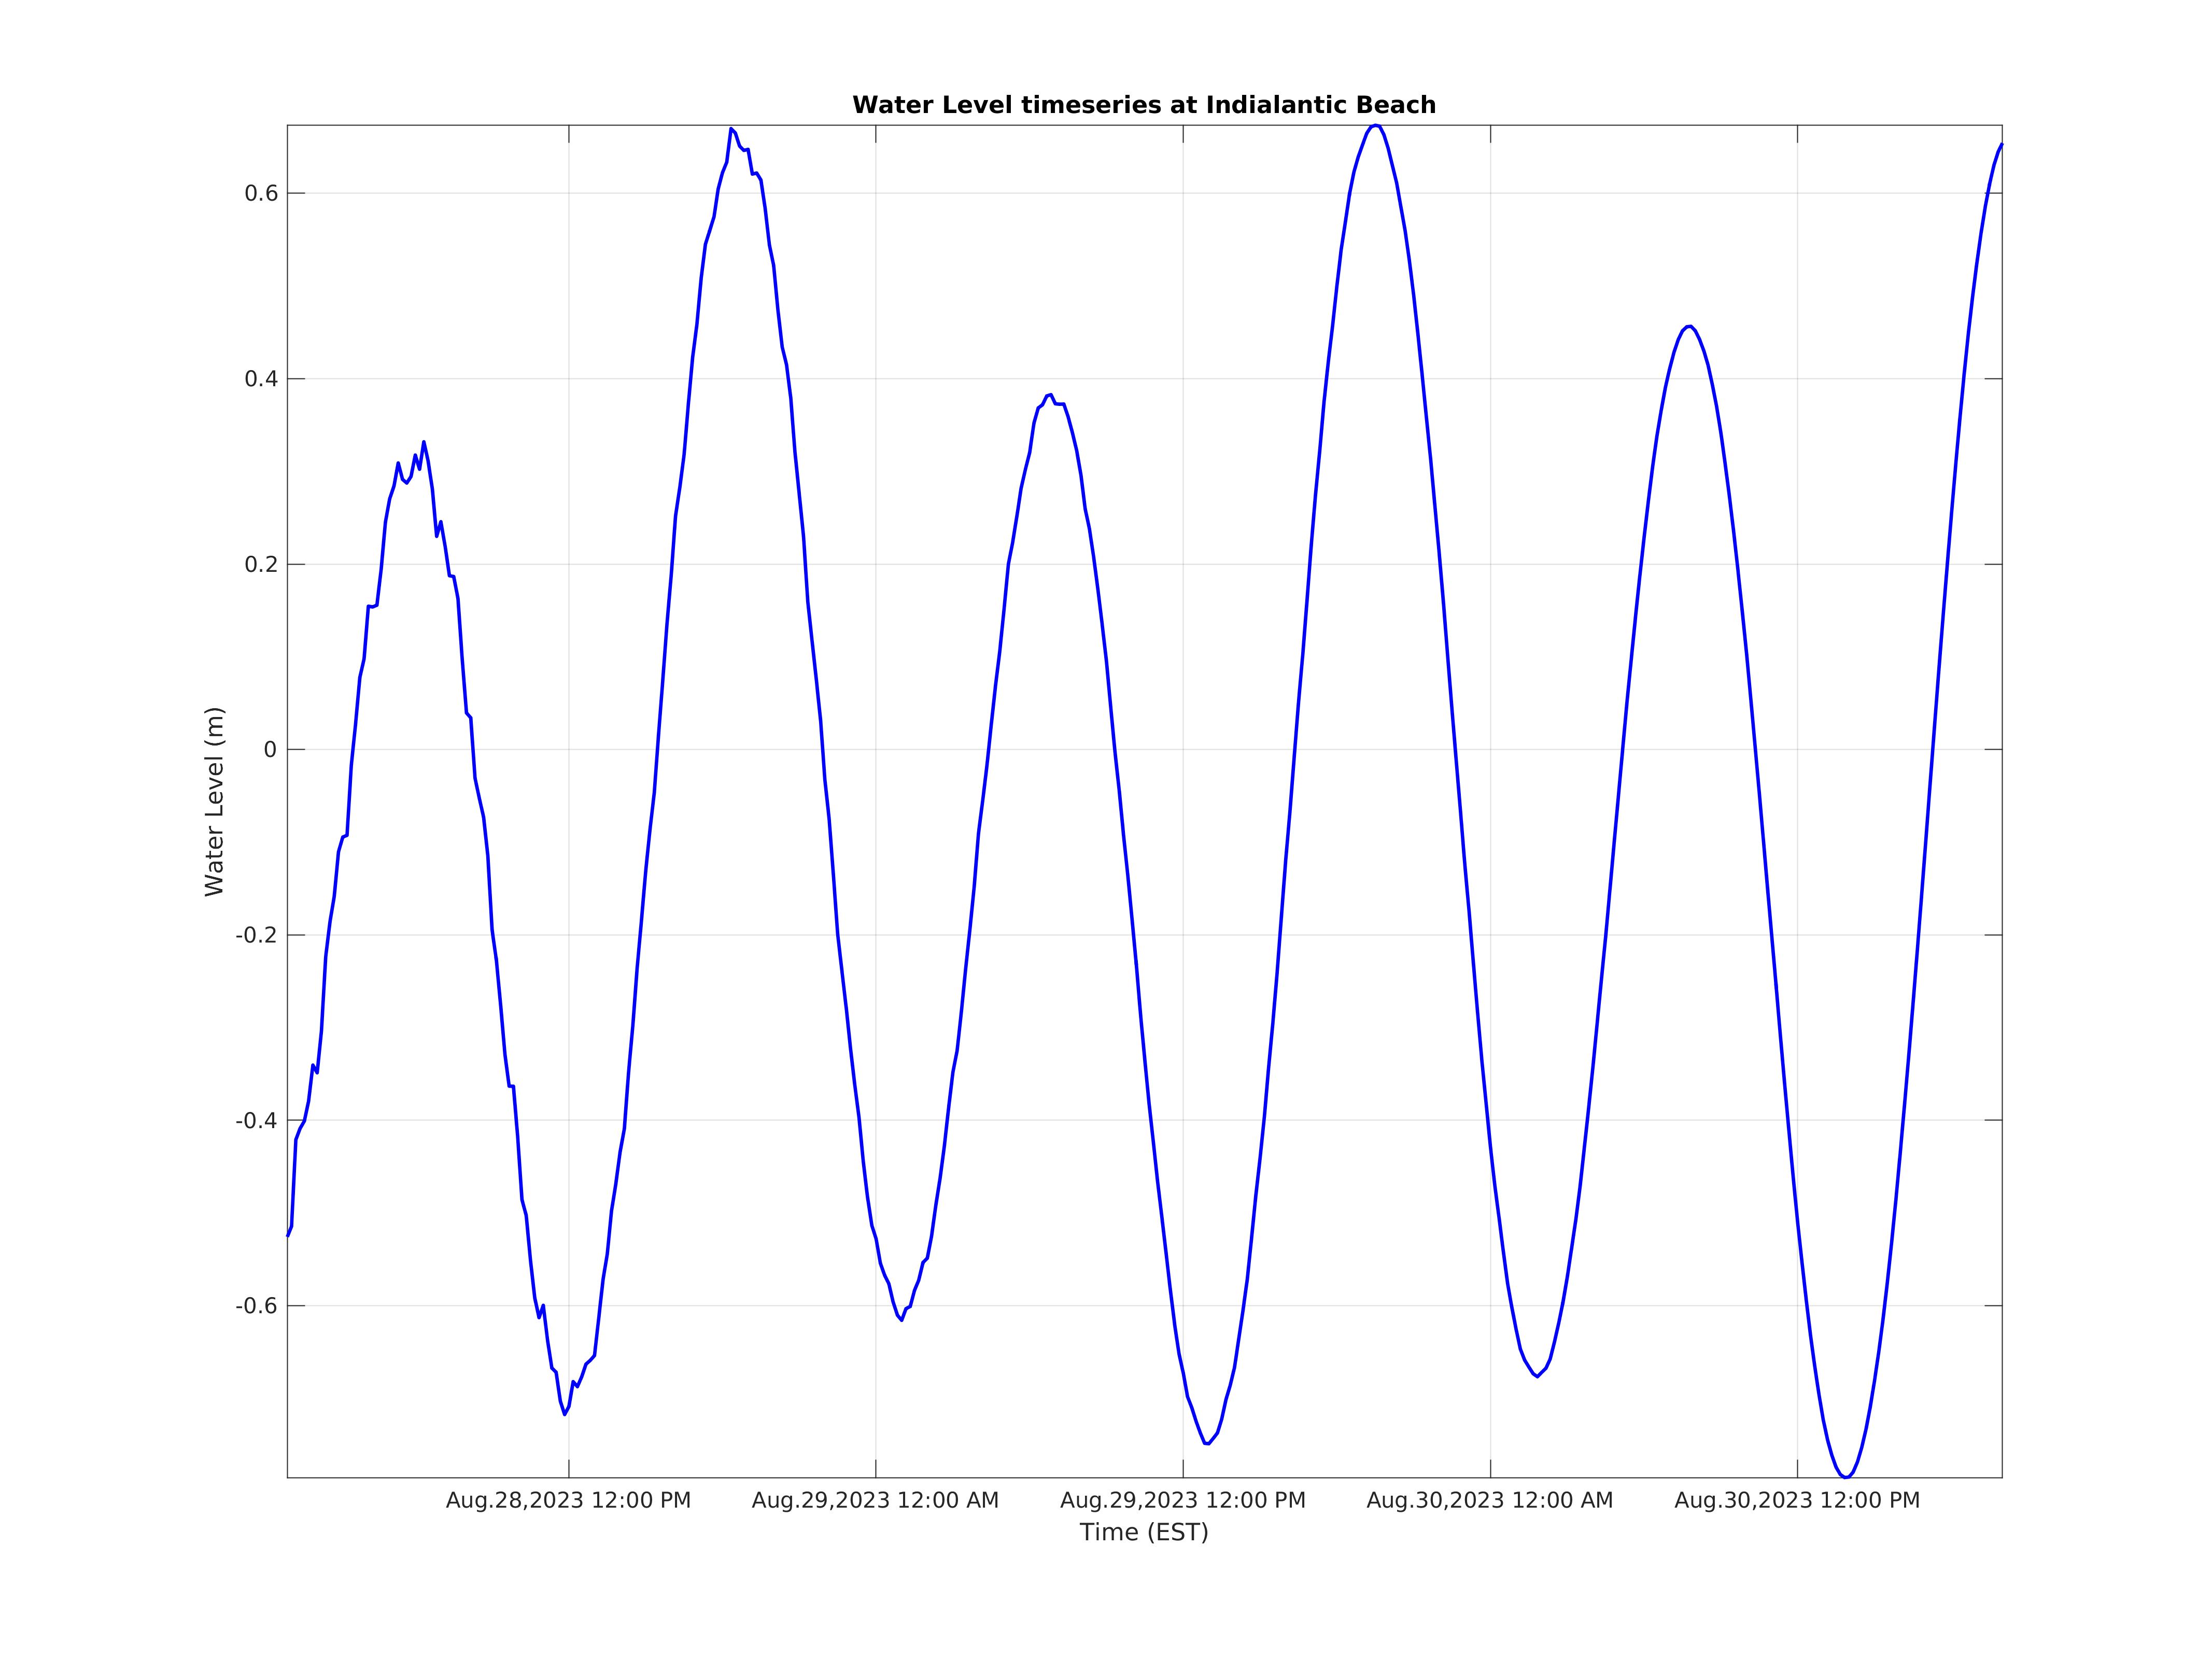 Water Level timeseries at Indialantic Beach
0.6
0.4
0.2
0
-0.2
-0.4
-0.6
Water Level (m)
Aug.28,2023 12:00 PM
Aug.29,2023 12:00 AM
Aug.29,2023 12:00 PM
Aug.30,2023 12:00 AM
Aug.30,2023 12:00 PM
Time (EST)